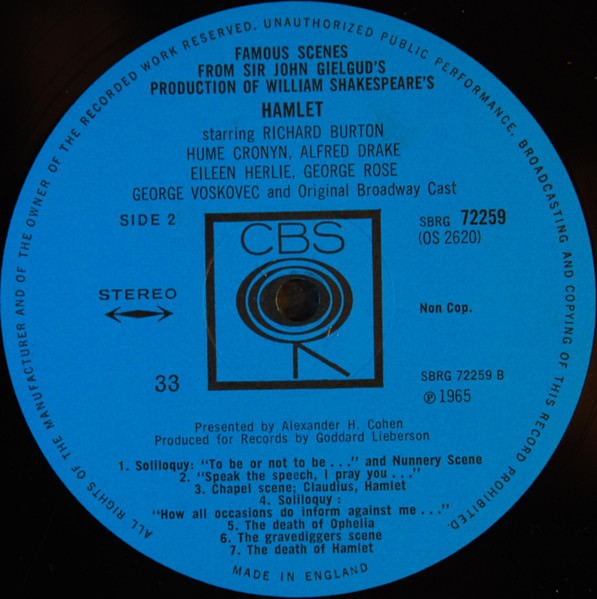 ALL RIGHTS OF THE MANUFACTURER AND OF THE OWNER OF THE RECORDED WORK RESERVED. UNAUTHORIZED PUBLIC PERFORMANCE, BROADCASTING AND COPYING OF THIS RECORD PROHIBITED.
FAMOUS SCENES
FROM SIR JOHN GIELGUD'S
PRODUCTION OF WILLIAM SHAKESPEARE'S
HAMLET
starring RICHARD BURTON
HUME CRONYN, ALFRED DRAKE
EILEEN HERLIE, GEORGE ROSE
GEORGE VOSKOVEC and Original Broadway Cast
SIDE 2
CBS
SBRG 72259
(OS 2620)
STEREO
Non Cop.
33
SBRG 72259 B
℗ 1965
Presented by Alexander H. Cohen
Produced for Records by Goddard Lieberson
1. Soliloquy: "To be or not to be..." and Nunnery Scene
2. "Speak the speech, I pray you..."
3. Chapel scene; Claudius, Hamlet
4. Soliloquy :
"How all occasions do inform against me..."
5. The death of Ophelia
6. The gravediggers scene
7. The death of Hamlet
MADE IN ENGLAND